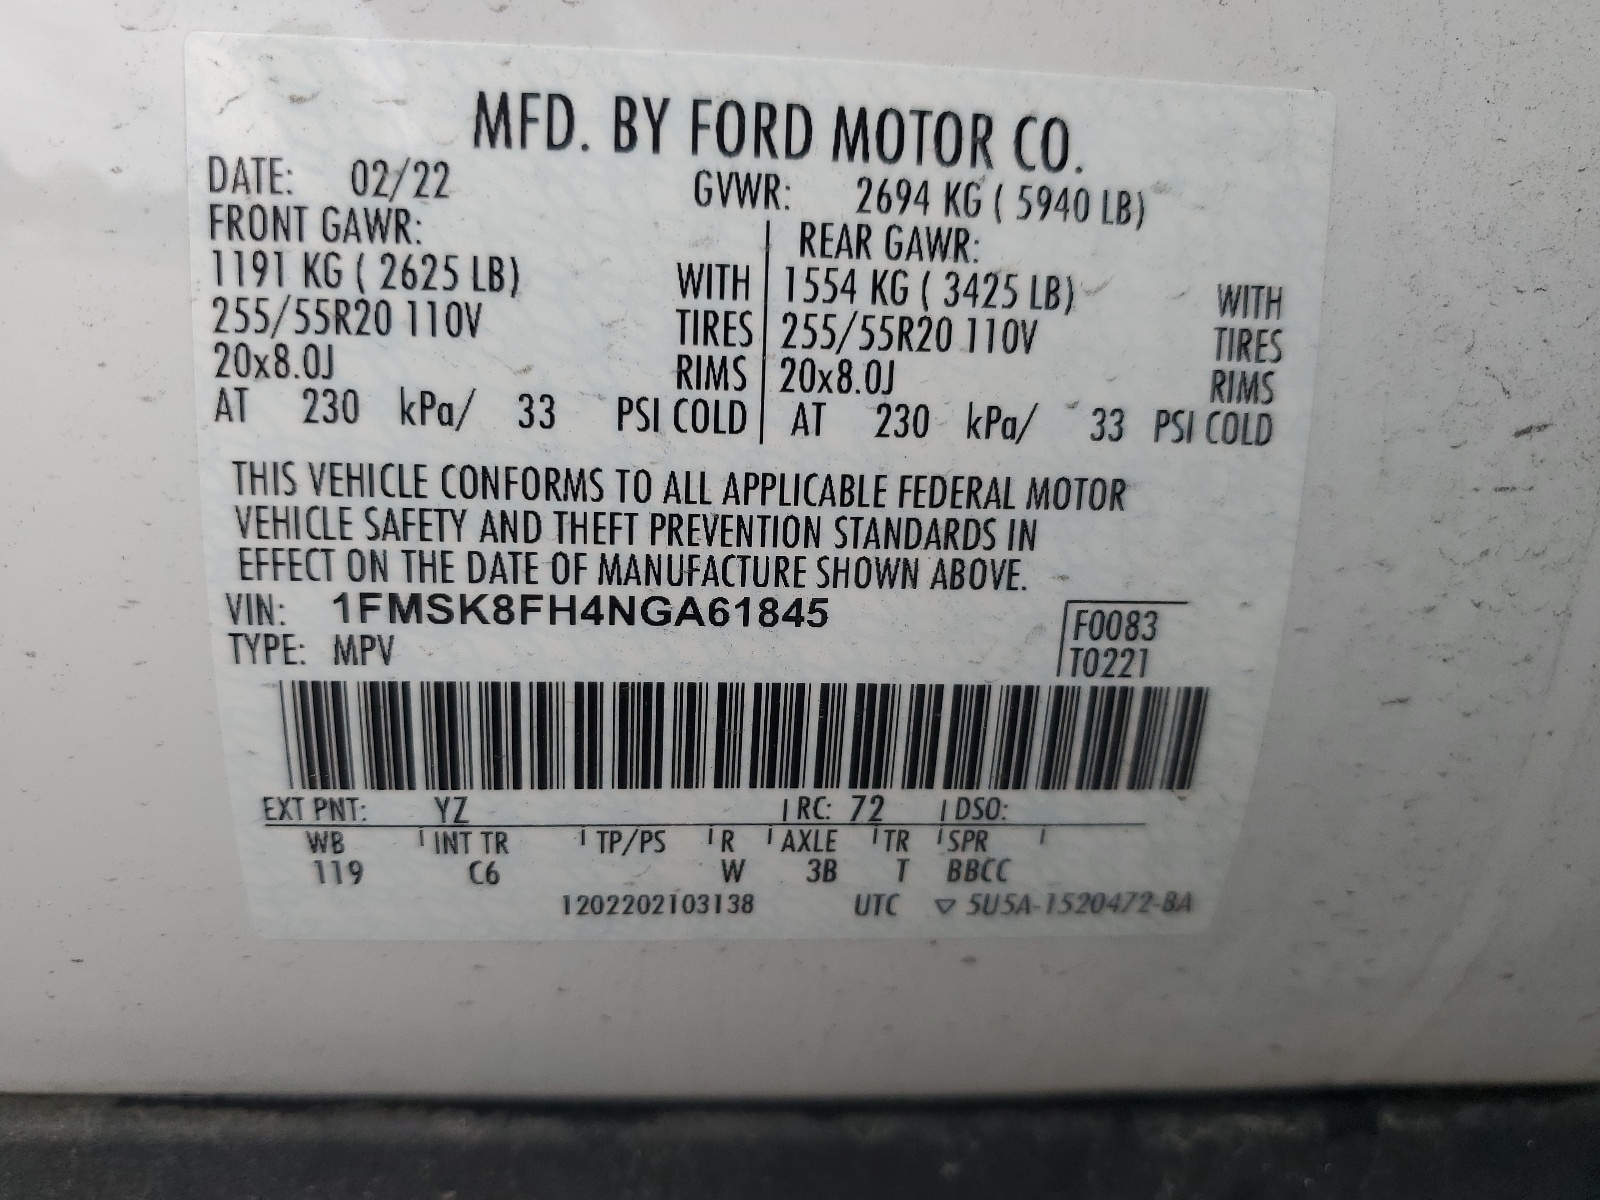 MFD. BY FORD MOTOR CO.
DATE: 02/22 GVWR: 2694 KG ( 5940 LB)
FRONT GAWR: REAR GAWR:
1191 KG ( 2625 LB) WITH 1554 KG ( 3425 LB) WITH
255/55R20 110V TIRES 255/55R20 110V TIRES
20x8.0J RIMS 20x8.0J RIMS
AT 230 kPa/ 33 PSI COLD AT 230 kPa/ 33 PSI COLD
THIS VEHICLE CONFORMS TO ALL APPLICABLE FEDERAL MOTOR
VEHICLE SAFETY AND THEFT PREVENTION STANDARDS IN
EFFECT ON THE DATE OF MANUFACTURE SHOWN ABOVE.
VIN: 1FMSK8FH4NGA61845
F0083
TYPE: MPV T0221
EXT PNT: YZ RC: 72 DSO:
WB INT TR TP/PS R AXLE TR SPR
119 C6 W 3B T BBCC
1202202103138 UTC ▽ 5U5A-1520472-BA